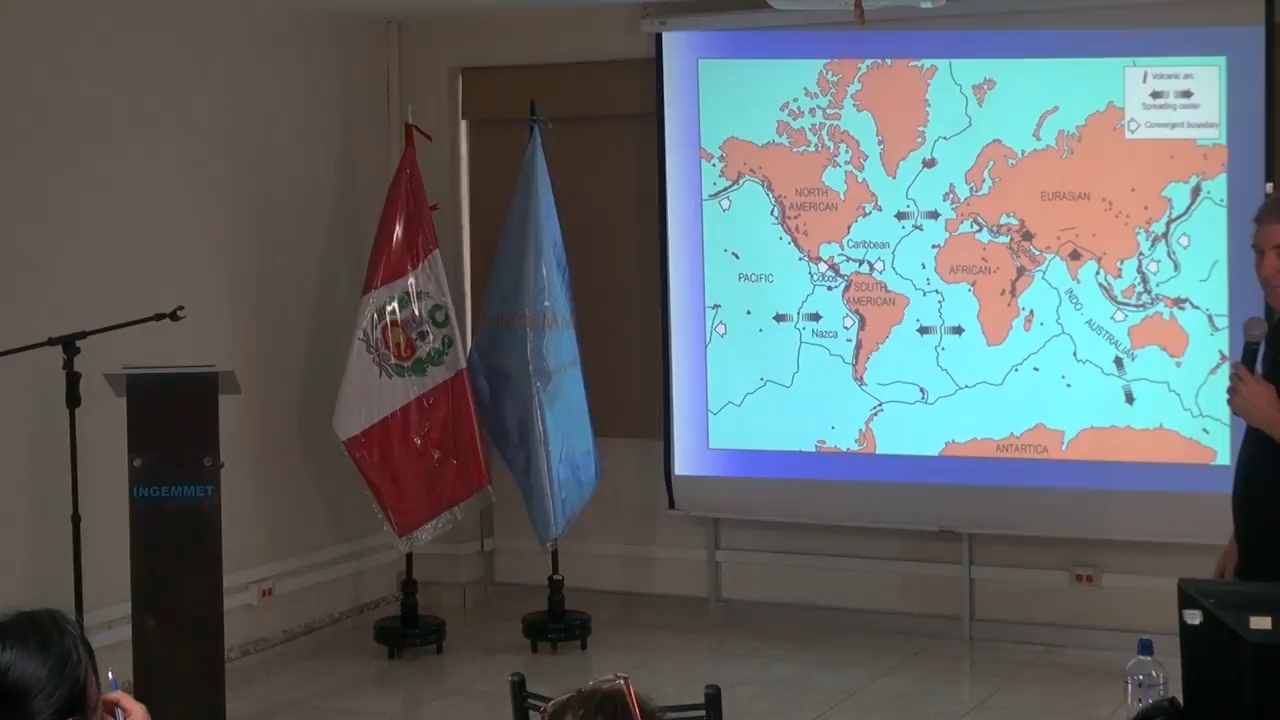 Volcanic arc
Spreading center
Convergent boundary
NORTH
AMERICAN
EURASIAN
Caribbean
PACIFIC
Cocos
AFRICAN
SOUTH
AMERICAN
INDO - AUSTRALIAN
Nazca
ANTARTICA
INGEMMET